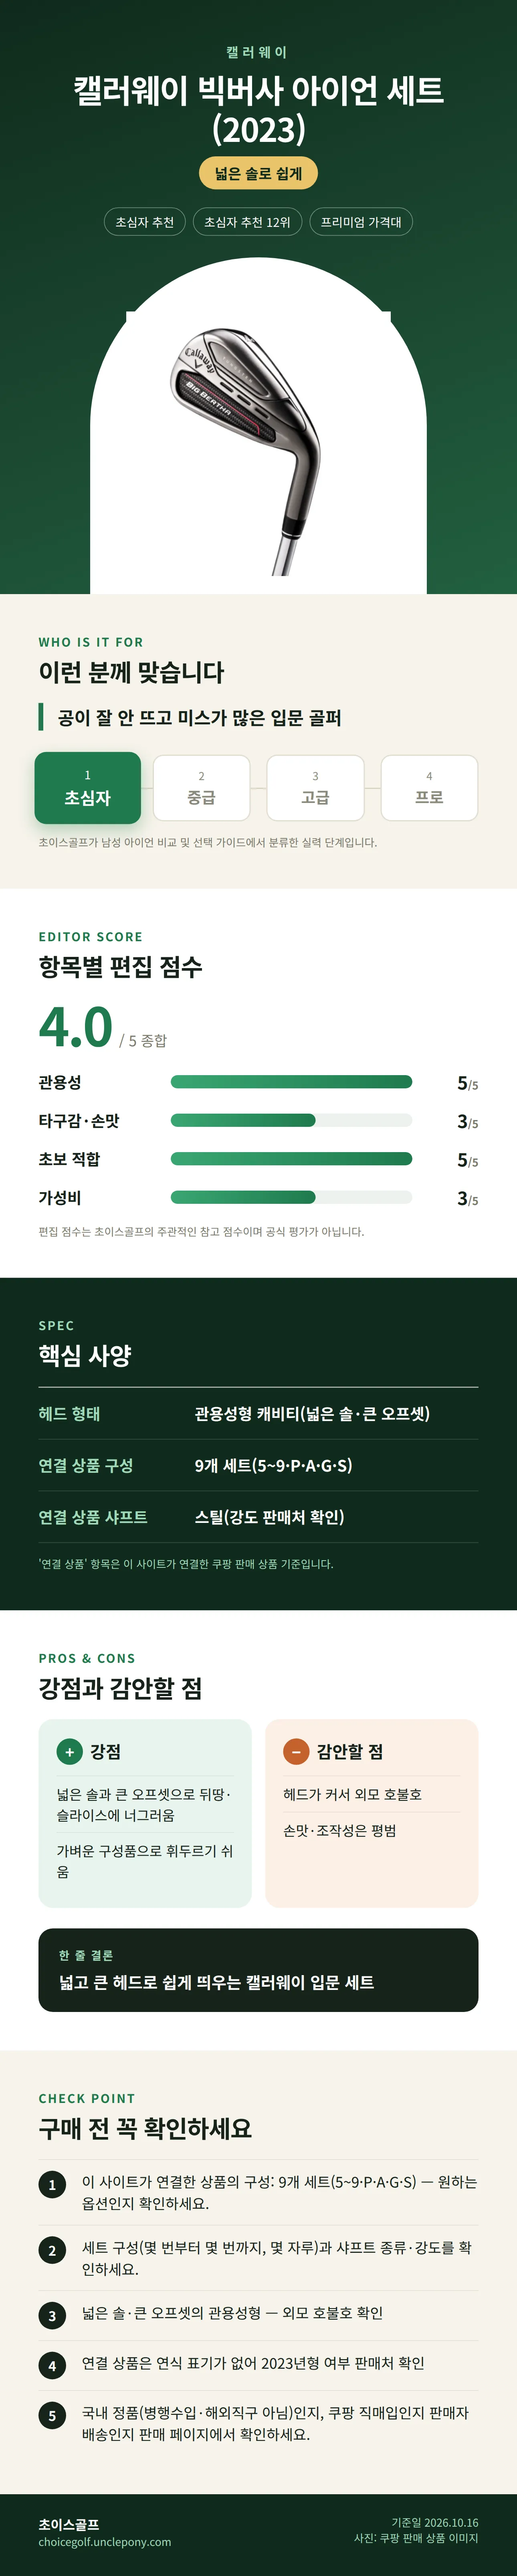 캘러웨이
캘러웨이 빅버사 아이언 세트
(2023)
넓은 솔로 쉽게
초심자 추천
초심자 추천 12위
프리미엄 가격대
Callaway
BIG BERTHA
WHO IS IT FOR
이런 분께 맞습니다
공이 잘 안 뜨고 미스가 많은 입문 골퍼
1
초심자
2
중급
3
고급
4
프로
초이스골프가 남성 아이언 비교 및 선택 가이드에서 분류한 실력 단계입니다.
EDITOR SCORE
항목별 편집 점수
4.0 / 5 종합
관용성 5/5
타구감·손맛 3/5
초보 적합 5/5
가성비 3/5
편집 점수는 초이스골프의 주관적인 참고 점수이며 공식 평가가 아닙니다.
SPEC
핵심 사양
헤드 형태 관용성형 캐비티(넓은 솔·큰 오프셋)
연결 상품 구성 9개 세트(5~9·P·A·G·S)
연결 상품 샤프트 스틸(강도 판매처 확인)
'연결 상품' 항목은 이 사이트가 연결한 쿠팡 판매 상품 기준입니다.
PROS & CONS
강점과 감안할 점
+ 강점
넓은 솔과 큰 오프셋으로 뒤땅·
슬라이스에 너그러움
가벼운 구성품으로 휘두르기 쉬
움
− 감안할 점
헤드가 커서 외모 호불호
손맛·조작성은 평범
한 줄 결론
넓고 큰 헤드로 쉽게 띄우는 캘러웨이 입문 세트
CHECK POINT
구매 전 꼭 확인하세요
1 이 사이트가 연결한 상품의 구성: 9개 세트(5~9·P·A·G·S) — 원하는
옵션인지 확인하세요.
2 세트 구성(몇 번부터 몇 번까지, 몇 자루)과 샤프트 종류·강도를 확
인하세요.
3 넓은 솔·큰 오프셋의 관용성형 — 외모 호불호 확인
4 연결 상품은 연식 표기가 없어 2023년형 여부 판매처 확인
5 국내 정품(병행수입·해외직구 아님)인지, 쿠팡 직매입인지 판매자
배송인지 판매 페이지에서 확인하세요.
초이스골프
choicegolf.unclepony.com
기준일 2026.10.16
사진: 쿠팡 판매 상품 이미지